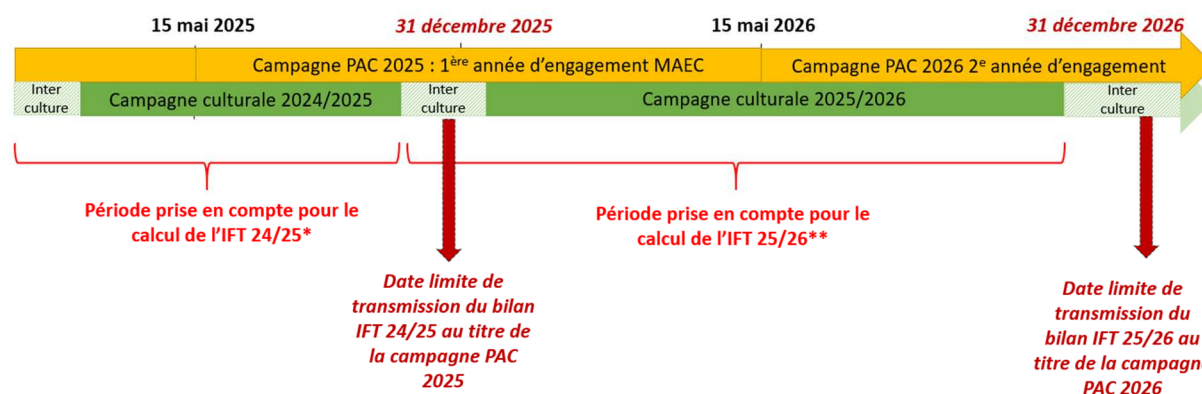 15 mai 2025
31 décembre 2025
15 mai 2026
31 décembre 2026
Campagne PAC 2025 : 1ère année d'engagement MAEC
Campagne PAC 2026 2e année d'engagement
Inter
culture
Campagne culturale 2024/2025
Inter
culture
Campagne culturale 2025/2026
Inter
culture
Période prise en compte pour le
calcul de l'IFT 24/25*
Période prise en compte pour le
calcul de l'IFT 25/26**
Date limite de
transmission du bilan
IFT 24/25 au titre de
la campagne PAC
2025
Date limite de
transmission du
bilan IFT 25/26 au
titre de la campagne
PAC 2026